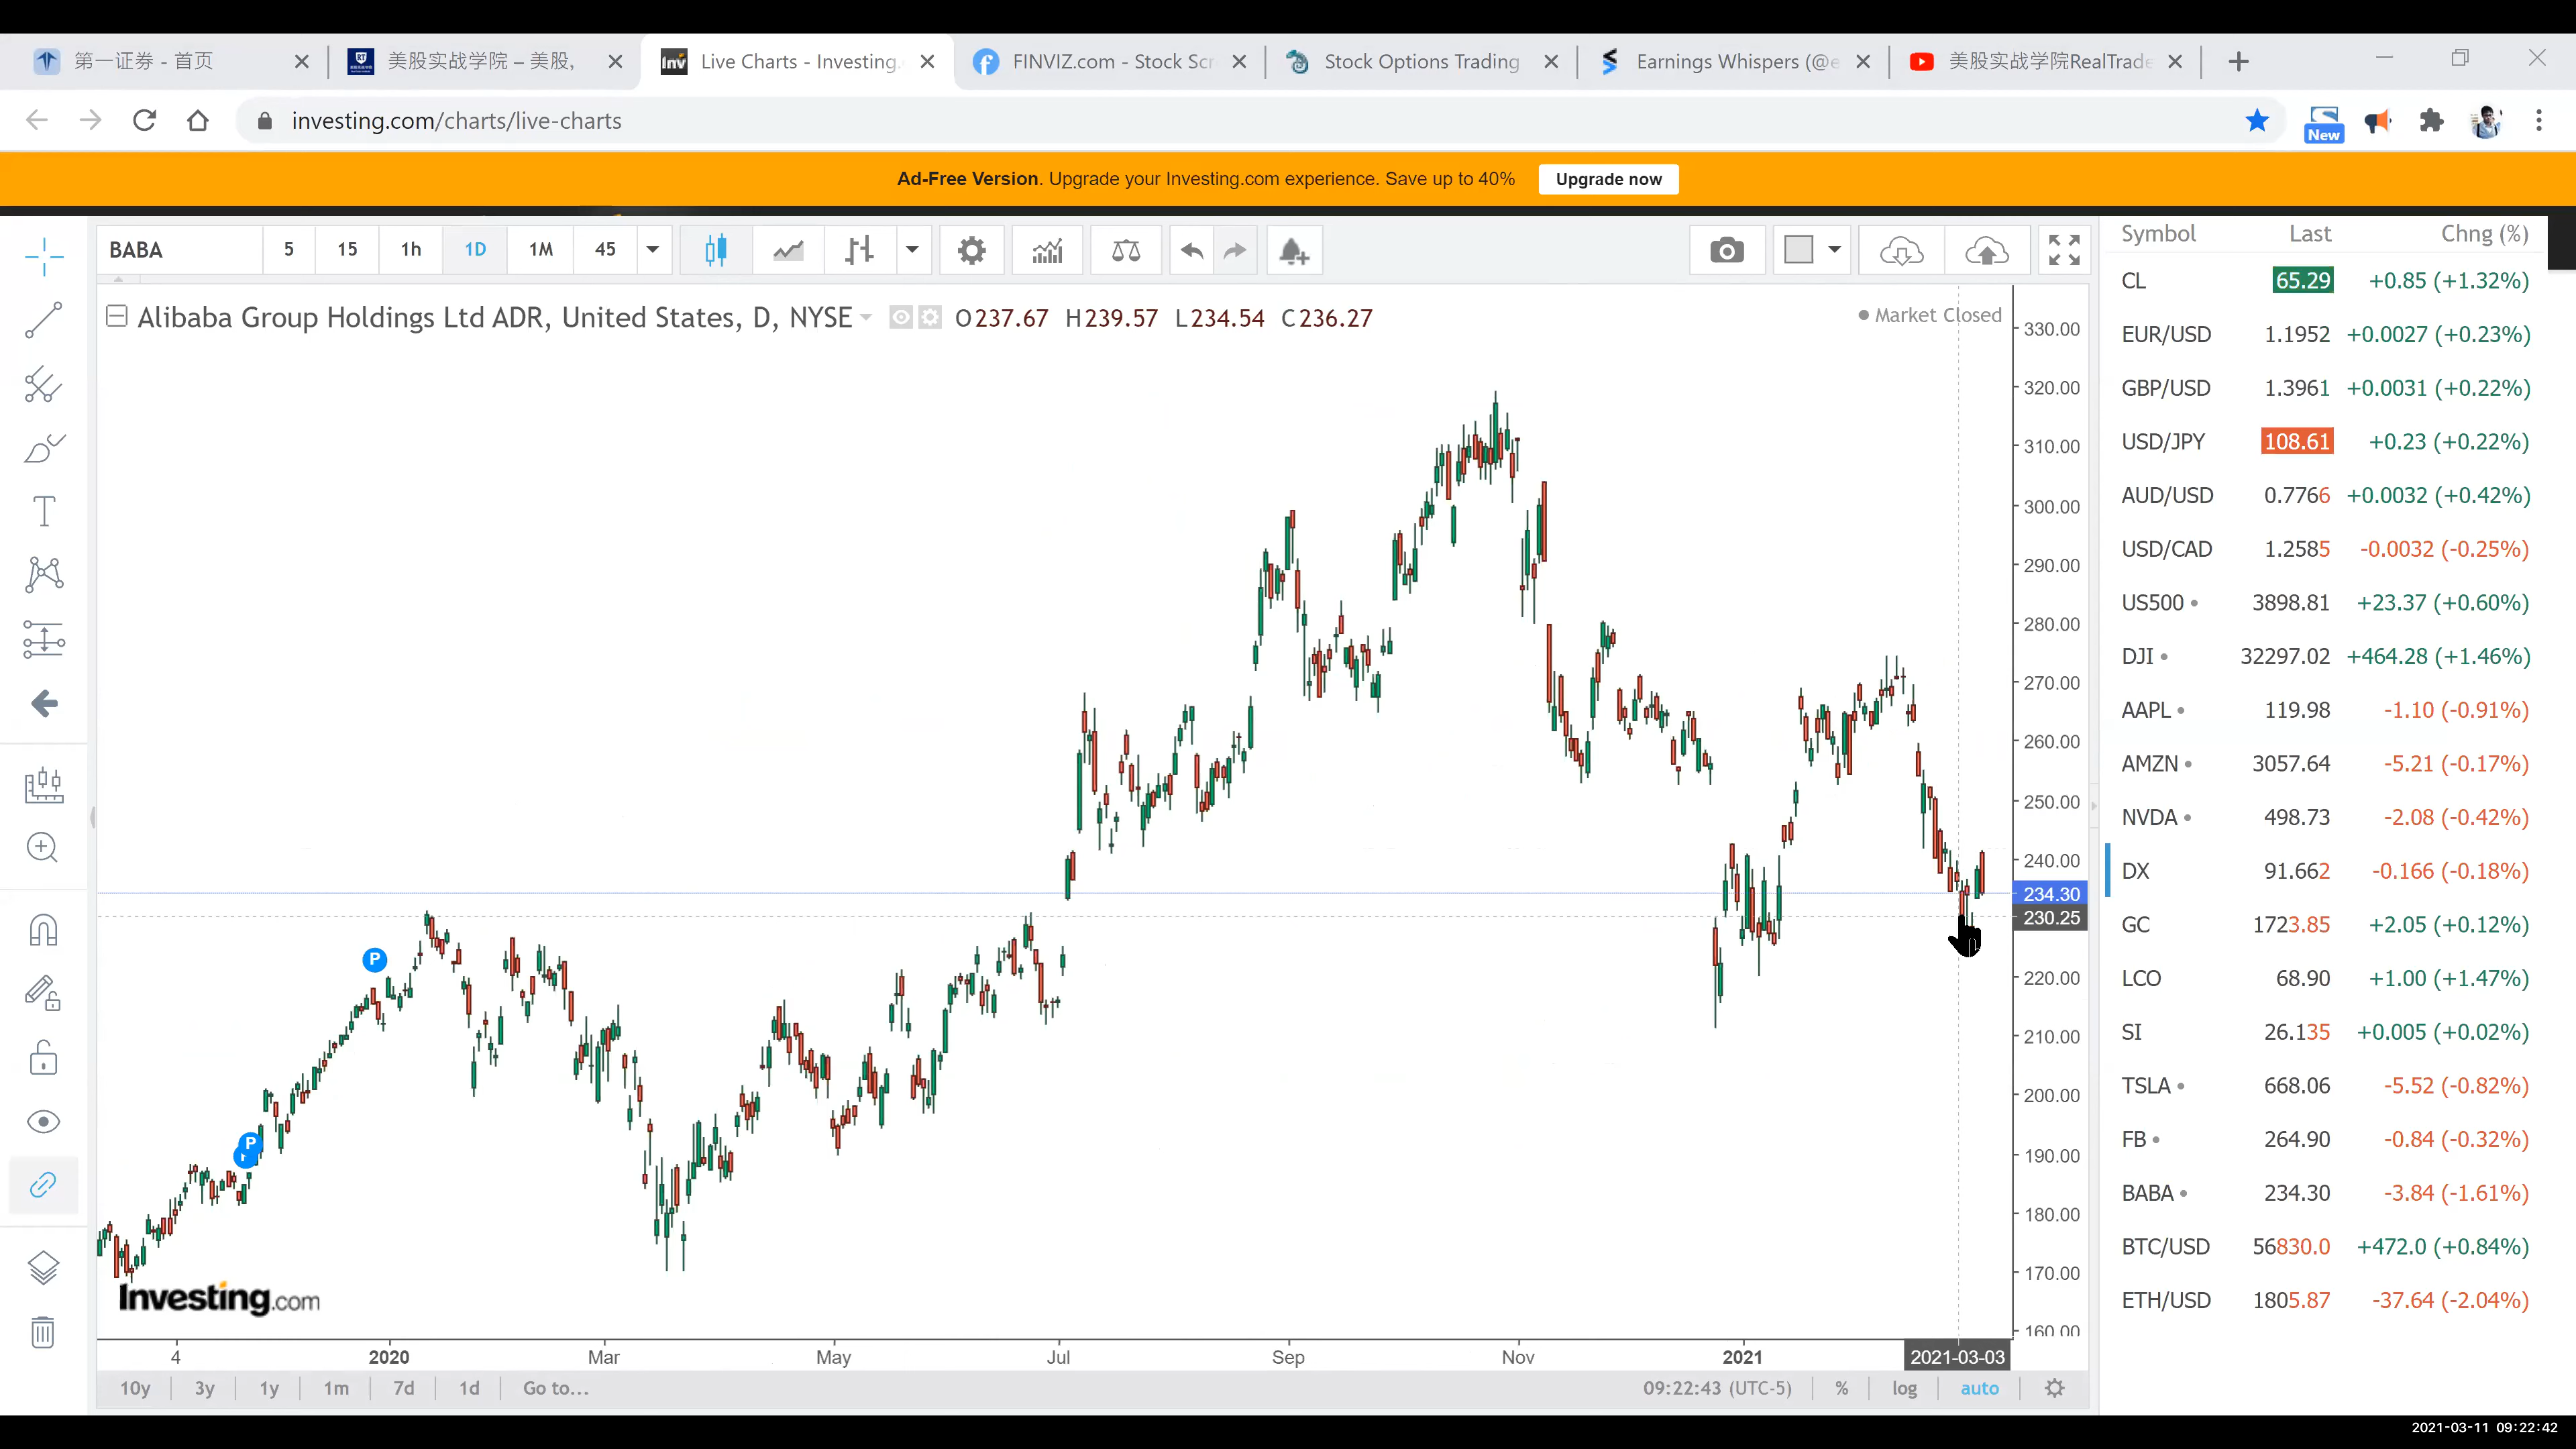 第一证券 - 首页
美股实战学院 – 美股,
Live Charts - Investing.
FINVIZ.com - Stock Scr
Stock Options Trading
Earnings Whispers (@e
美股实战学院RealTrade
investing.com/charts/live-charts
New
Ad-Free Version. Upgrade your Investing.com experience. Save up to 40%
Upgrade now
BABA 5 15 1h 1D 1M 45
Alibaba Group Holdings Ltd ADR, United States, D, NYSE O237.67 H239.57 L234.54 C236.27
Market Closed
330.00
320.00
310.00
300.00
290.00
280.00
270.00
260.00
250.00
240.00
234.30
230.25
220.00
210.00
200.00
190.00
180.00
170.00
160.00
P
P
Investing.com
4 2020 Mar May Jul Sep Nov 2021 2021-03-03
10y 3y 1y 1m 7d 1d Go to...
09:22:43 (UTC-5) % log auto
Symbol Last Chng (%)
CL 65.29 +0.85 (+1.32%)
EUR/USD 1.1952 +0.0027 (+0.23%)
GBP/USD 1.3961 +0.0031 (+0.22%)
USD/JPY 108.61 +0.23 (+0.22%)
AUD/USD 0.7766 +0.0032 (+0.42%)
USD/CAD 1.2585 -0.0032 (-0.25%)
US500 3898.81 +23.37 (+0.60%)
DJI 32297.02 +464.28 (+1.46%)
AAPL 119.98 -1.10 (-0.91%)
AMZN 3057.64 -5.21 (-0.17%)
NVDA 498.73 -2.08 (-0.42%)
DX 91.662 -0.166 (-0.18%)
GC 1723.85 +2.05 (+0.12%)
LCO 68.90 +1.00 (+1.47%)
SI 26.135 +0.005 (+0.02%)
TSLA 668.06 -5.52 (-0.82%)
FB 264.90 -0.84 (-0.32%)
BABA 234.30 -3.84 (-1.61%)
BTC/USD 56830.0 +472.0 (+0.84%)
ETH/USD 1805.87 -37.64 (-2.04%)
2021-03-11 09:22:42